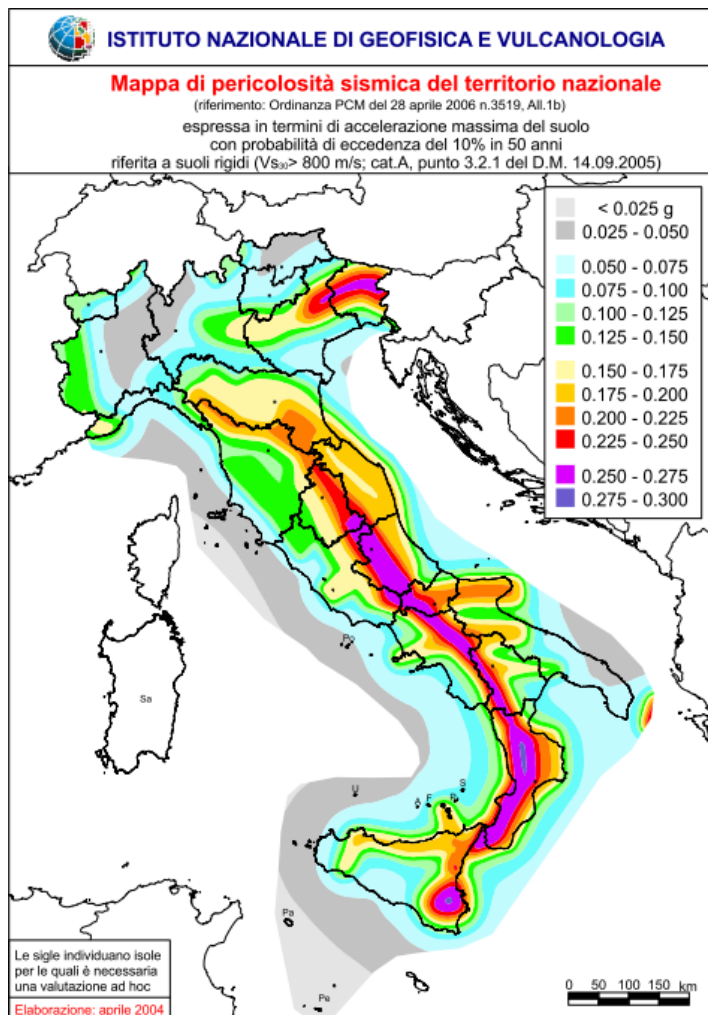 ISTITUTO NAZIONALE DI GEOFISICA E VULCANOLOGIA
Mappa di pericolosità sismica del territorio nazionale
(riferimento: Ordinanza PCM del 28 aprile 2006 n.3519, All.1b)
espressa in termini di accelerazione massima del suolo
con probabilità di eccedenza del 10% in 50 anni
riferita a suoli rigidi (Vs30> 800 m/s; cat.A, punto 3.2.1 del D.M. 14.09.2005)
< 0.025 g
0.025 - 0.050
0.050 - 0.075
0.075 - 0.100
0.100 - 0.125
0.125 - 0.150
0.150 - 0.175
0.175 - 0.200
0.200 - 0.225
0.225 - 0.250
0.250 - 0.275
0.275 - 0.300
Po
Sa
U
S
A
F
Pa
Pe
Le sigle individuano isole
per le quali è necessaria
una valutazione ad hoc
Elaborazione: aprile 2004
0 50 100 150 km